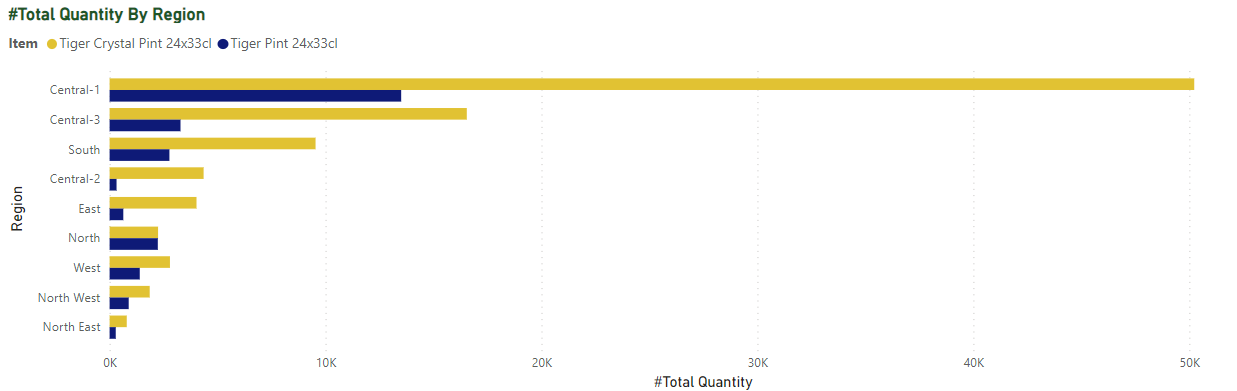 #Total Quantity By Region
Item Tiger Crystal Pint 24x33cl Tiger Pint 24x33cl
Region
Central-1
Central-3
South
Central-2
East
North
West
North West
North East
0K 10K 20K 30K 40K 50K
#Total Quantity